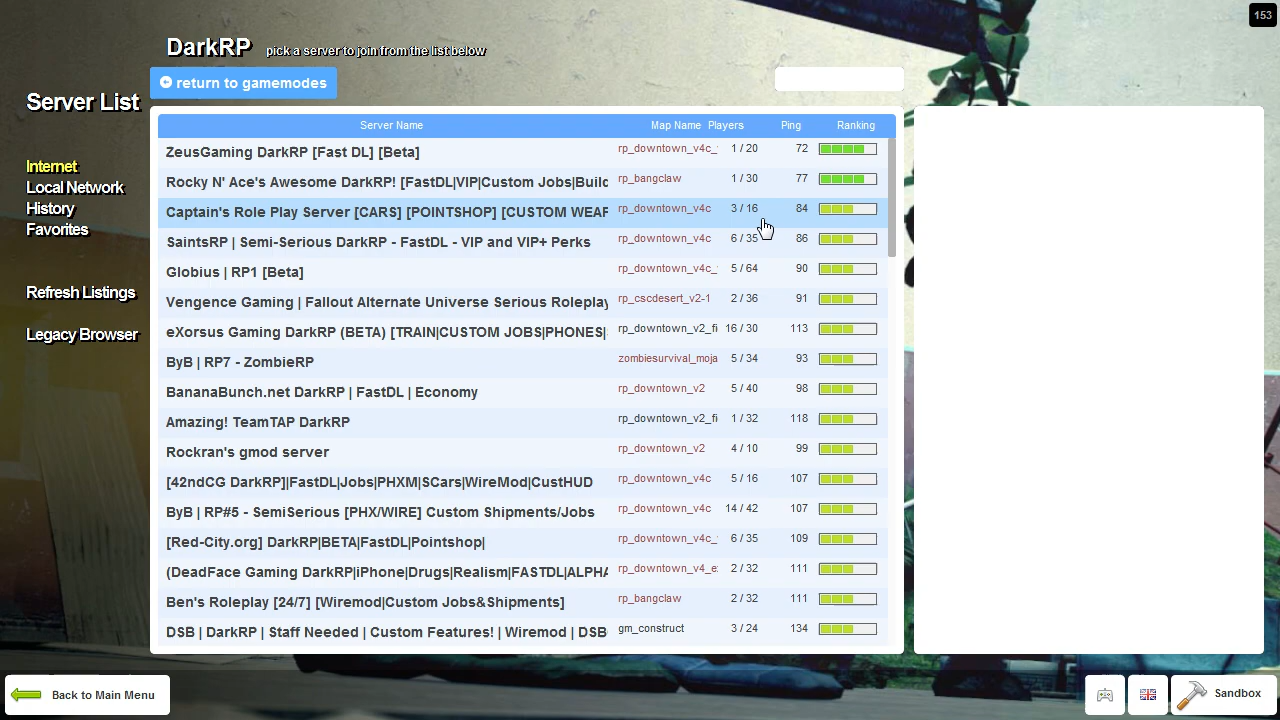 153
DarkRP pick a server to join from the list below
return to gamemodes
Server List
Internet
Local Network
History
Favorites
Refresh Listings
Legacy Browser
Server Name Map Name Players Ping Ranking
ZeusGaming DarkRP [Fast DL] [Beta] rp_downtown_v4c_ 1 / 20 72
Rocky N' Ace's Awesome DarkRP! [FastDL|VIP|Custom Jobs|Build rp_bangclaw 1 / 30 77
Captain's Role Play Server [CARS] [POINTSHOP] [CUSTOM WEAP rp_downtown_v4c 3 / 16 84
SaintsRP | Semi-Serious DarkRP - FastDL - VIP and VIP+ Perks rp_downtown_v4c 6 / 35 86
Globius | RP1 [Beta] rp_downtown_v4c_ 5 / 64 90
Vengence Gaming | Fallout Alternate Universe Serious Roleplay rp_cscdesert_v2-1 2 / 36 91
eXorsus Gaming DarkRP (BETA) [TRAIN|CUSTOM JOBS|PHONES| rp_downtown_v2_fi 16 / 30 113
ByB | RP7 - ZombieRP zombiesurvival_moja 5 / 34 93
BananaBunch.net DarkRP | FastDL | Economy rp_downtown_v2 5 / 40 98
Amazing! TeamTAP DarkRP rp_downtown_v2_fi 1 / 32 118
Rockran's gmod server rp_downtown_v2 4 / 10 99
[42ndCG DarkRP]|FastDL|Jobs|PHXM|SCars|WireMod|CustHUD rp_downtown_v4c 5 / 16 107
ByB | RP#5 - SemiSerious [PHX/WIRE] Custom Shipments/Jobs rp_downtown_v4c 14 / 42 107
[Red-City.org] DarkRP|BETA|FastDL|Pointshop| rp_downtown_v4c_ 6 / 35 109
(DeadFace Gaming DarkRP|iPhone|Drugs|Realism|FASTDL|ALPHA rp_downtown_v4_e 2 / 32 111
Ben's Roleplay [24/7] [Wiremod|Custom Jobs&Shipments] rp_bangclaw 2 / 32 111
DSB | DarkRP | Staff Needed | Custom Features! | Wiremod | DSB gm_construct 3 / 24 134
Back to Main Menu
Sandbox